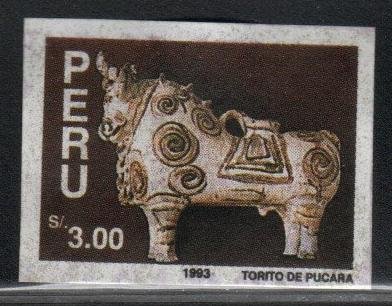 PERU
S/. 3.00
1993 TORITO DE PUCARA